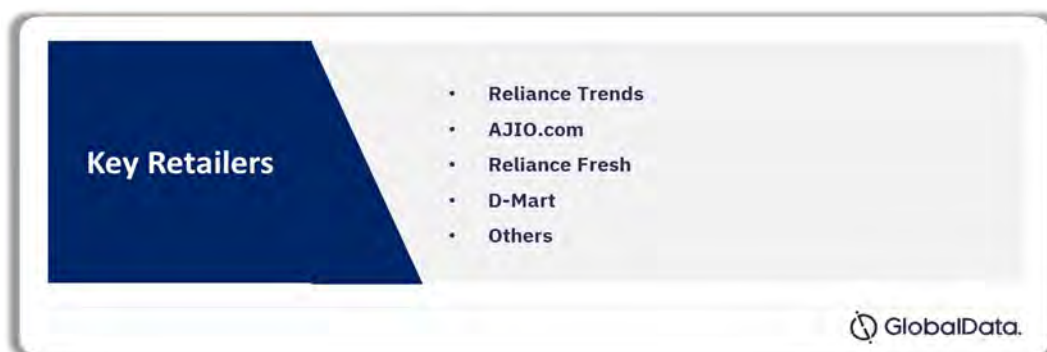 Key Retailers
• Reliance Trends
• AJIO.com
• Reliance Fresh
• D-Mart
• Others
GlobalData.